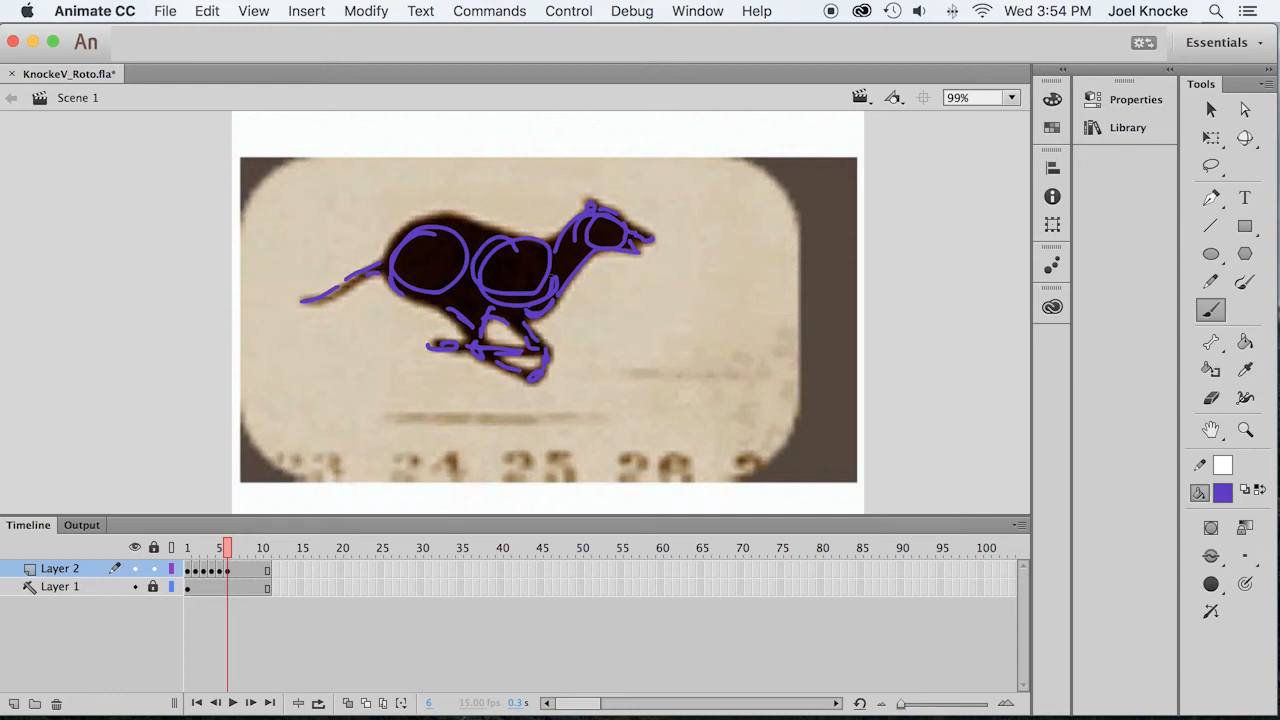 Animate CC File Edit View Insert Modify Text Commands Control Debug Window Help Wed 3:54 PM Joel Knocke
An Essentials
× KnockeV_Roto.fla*
Scene 1 99%
Tools
Properties
Library
T
24 25 26
Timeline Output
1 5 10 15 20 25 30 35 40 45 50 55 60 65 70 75 80 85 90 95 100
Layer 2
Layer 1
6 15.00 fps 0.3 s